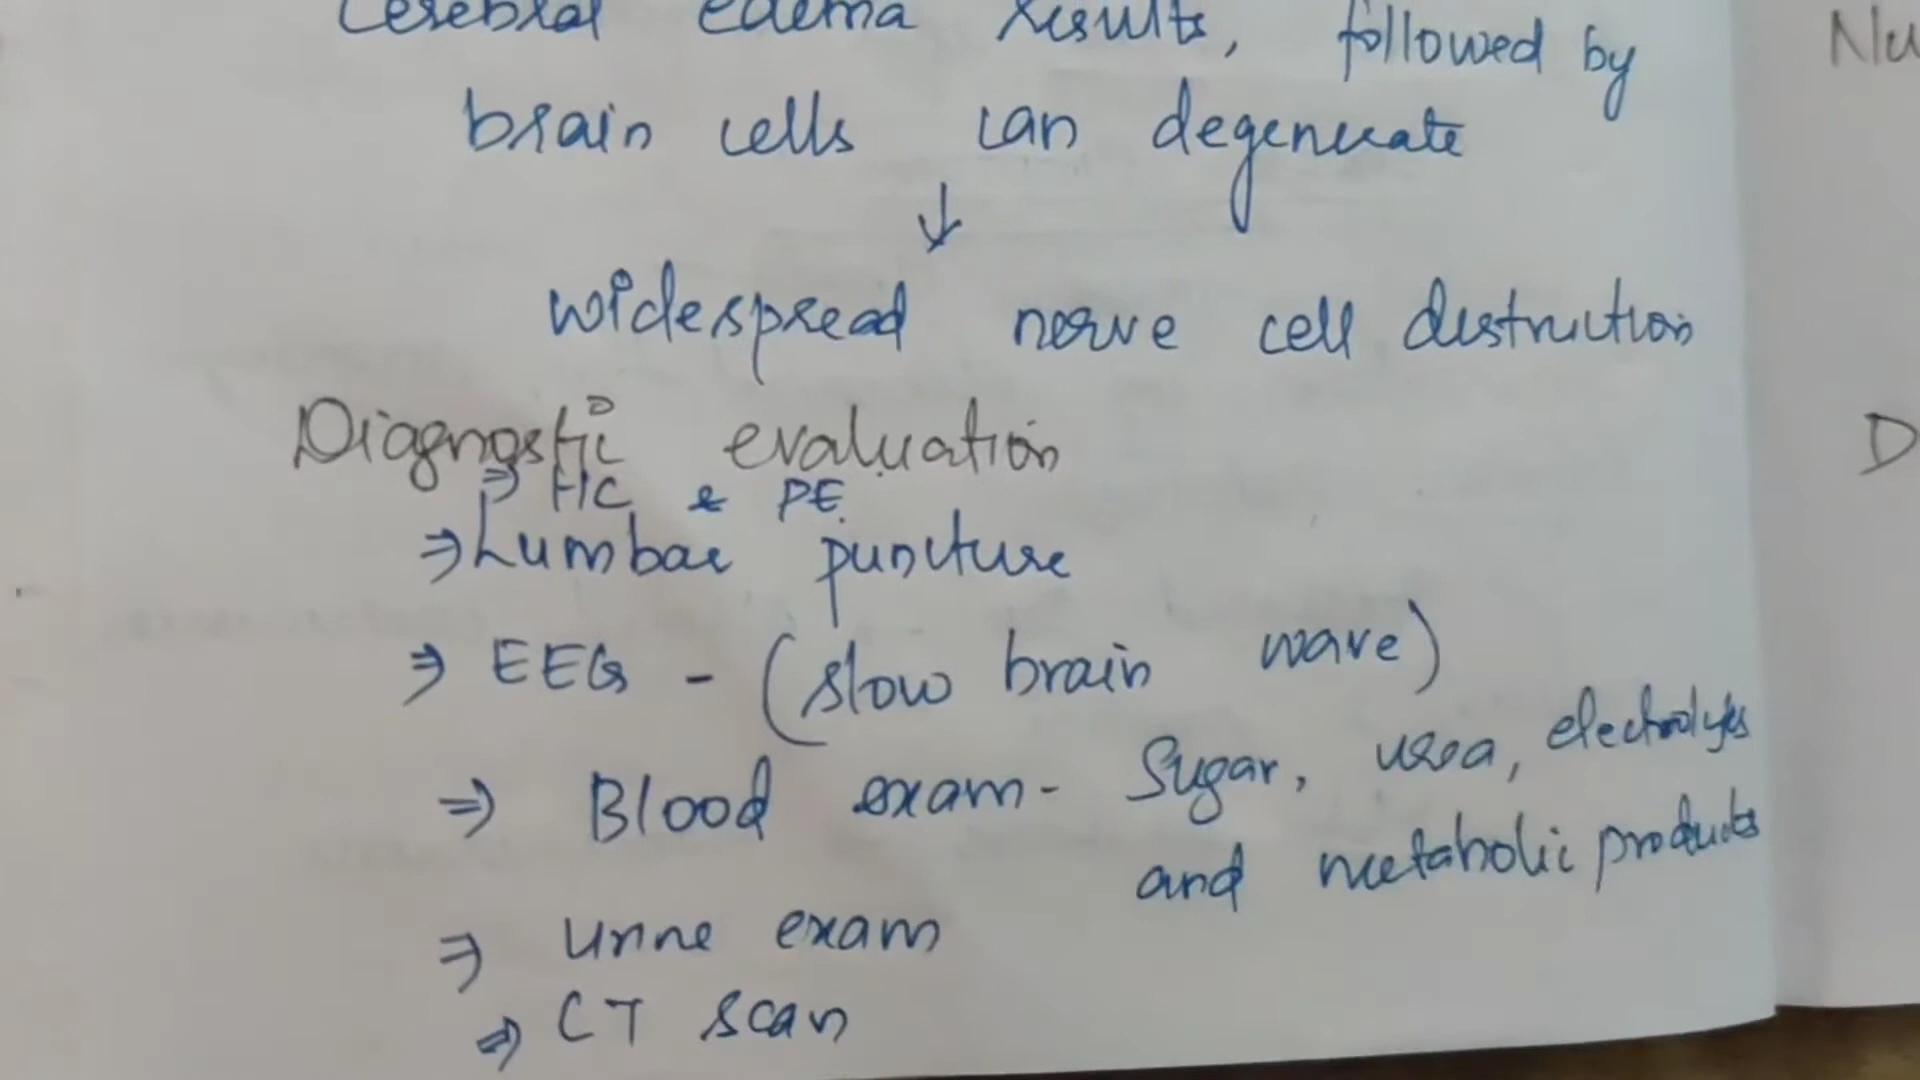 Cerebral edema results, followed by
brain cells can degenerate
↓
widespread nerve cell destruction
Diagnostic evaluation
⇒ HC & PE.
⇒ Lumbar puncture
⇒ EEG - (slow brain wave)
⇒ Blood exam - Sugar, urea, electrolytes
and metabolic products
⇒ urine exam
⇒ CT scan
Nu
D